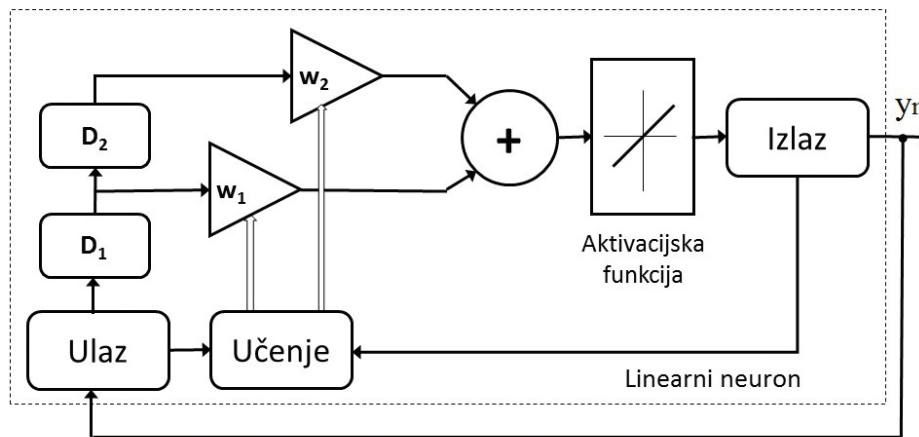 w₂
D₂
+
Izlaz
w₁
D₁
Aktivacijska
funkcija
Ulaz
Učenje
Linearni neuron